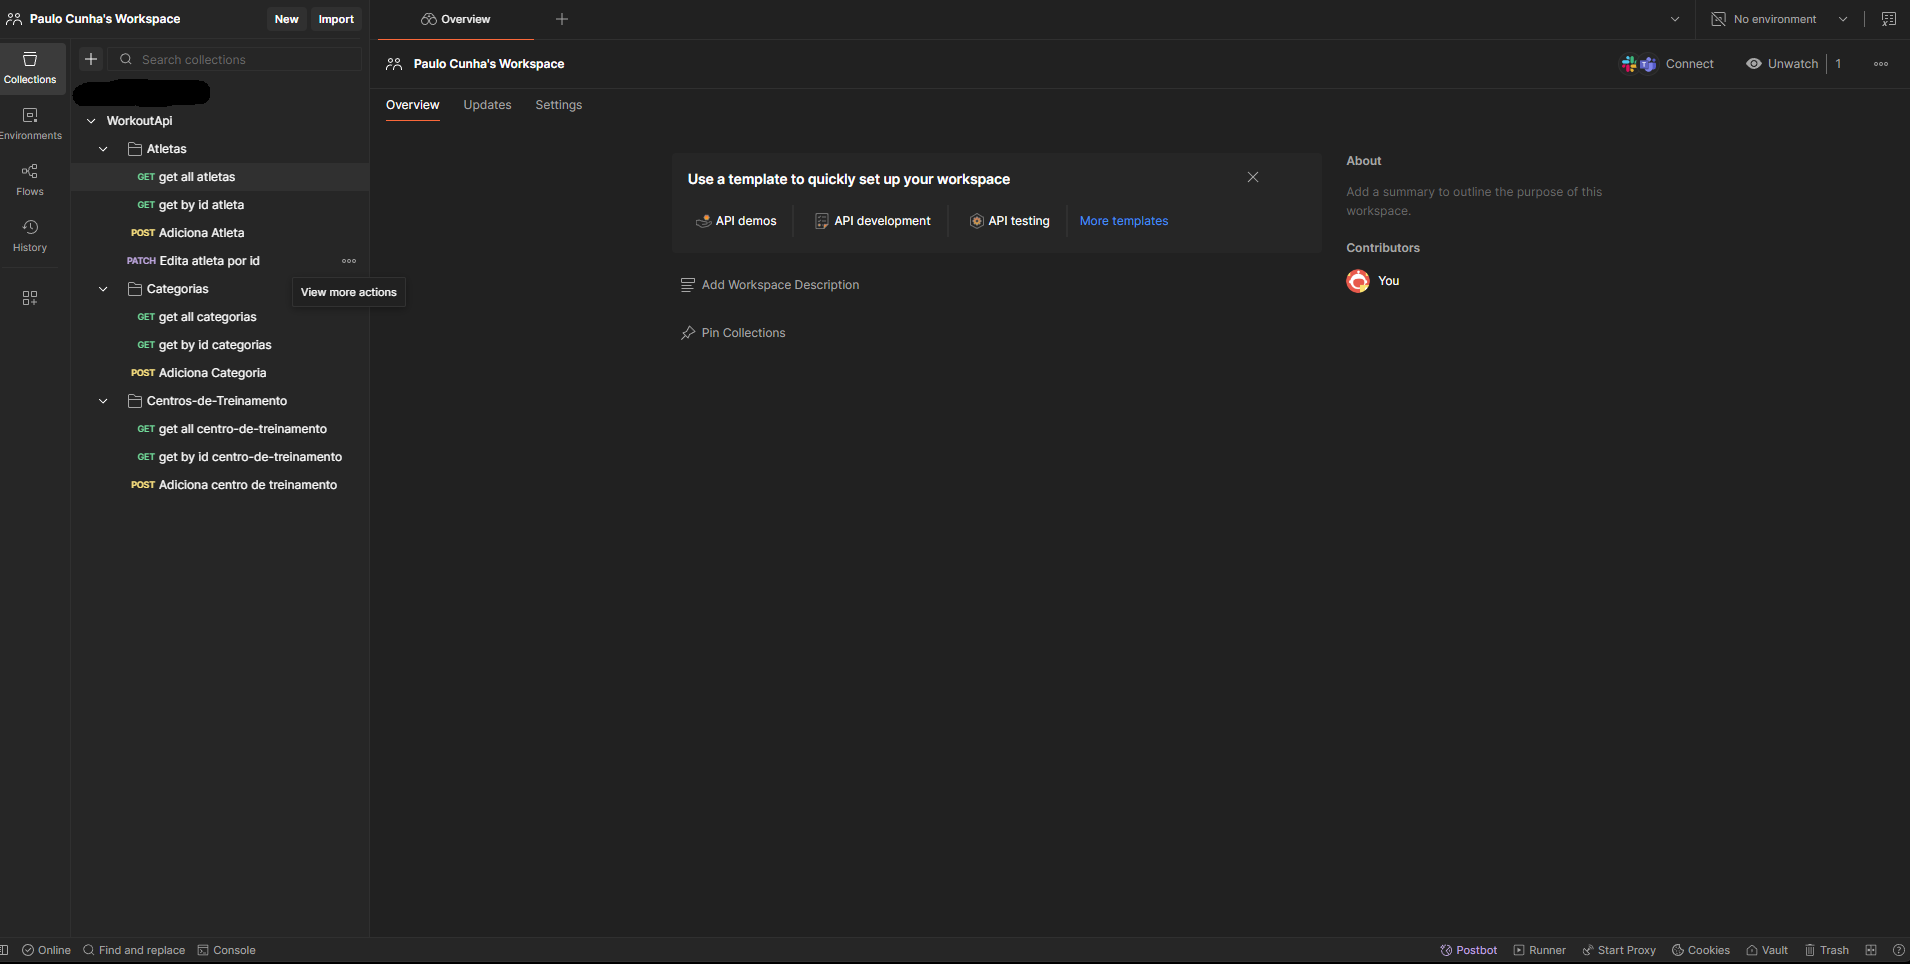 Paulo Cunha's Workspace
New
Import
Overview
No environment
Collections
Environments
Flows
History
Search collections
WorkoutApi
Atletas
GET get all atletas
GET get by id atleta
POST Adiciona Atleta
PATCH Edita atleta por id
View more actions
Categorias
GET get all categorias
GET get by id categorias
POST Adiciona Categoria
Centros-de-Treinamento
GET get all centro-de-treinamento
GET get by id centro-de-treinamento
POST Adiciona centro de treinamento
Paulo Cunha's Workspace
Connect
Unwatch
1
Overview
Updates
Settings
Use a template to quickly set up your workspace
API demos
API development
API testing
More templates
Add Workspace Description
Pin Collections
About
Add a summary to outline the purpose of this
workspace.
Contributors
You
Online
Find and replace
Console
Postbot
Runner
Start Proxy
Cookies
Vault
Trash